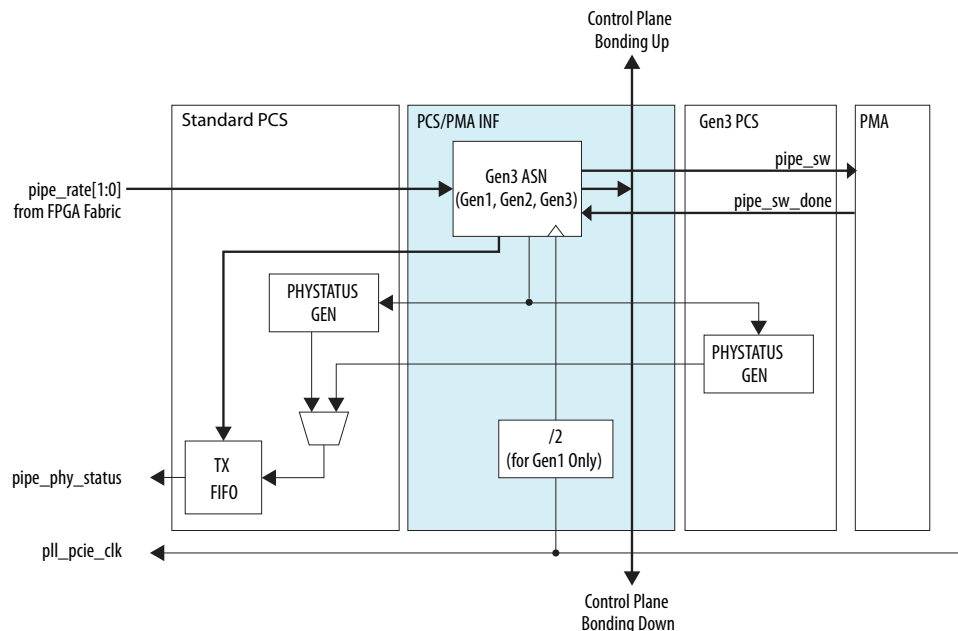 Control Plane
Bonding Up
Standard PCS
PCS/PMA INF
Gen3 PCS
PMA
pipe_rate[1:0]
from FPGA Fabric
Gen3 ASN
(Gen1, Gen2, Gen3)
pipe_sw
pipe_sw_done
PHYSTATUS
GEN
PHYSTATUS
GEN
/2
(for Gen1 Only)
TX
FIFO
pipe_phy_status
pll_pcie_clk
Control Plane
Bonding Down